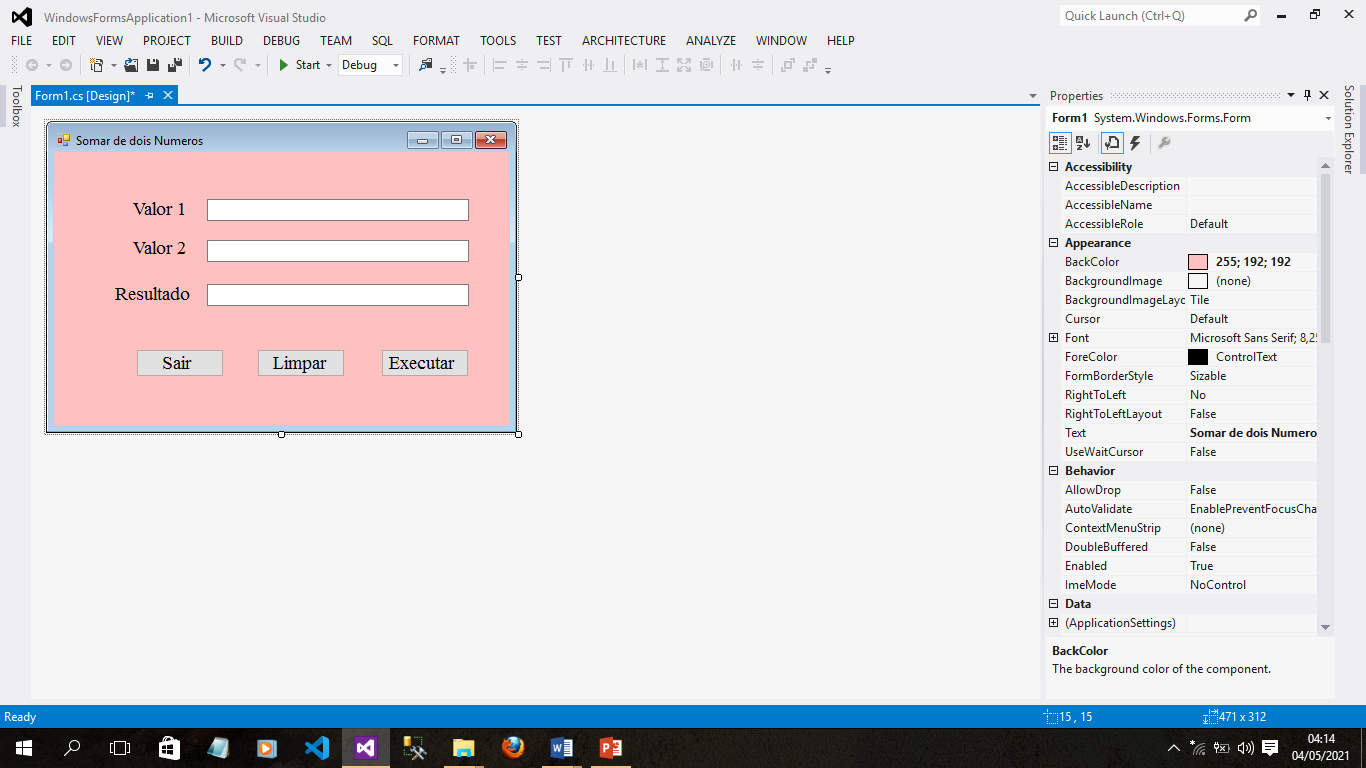 WindowsFormsApplication1 - Microsoft Visual Studio
Quick Launch (Ctrl+Q)
FILE EDIT VIEW PROJECT BUILD DEBUG TEAM SQL FORMAT TOOLS TEST ARCHITECTURE ANALYZE WINDOW HELP
Start Debug
Toolbox
Form1.cs [Design]*
Somar de dois Numeros
Valor 1
Valor 2
Resultado
Sair Limpar Executar
Properties
Form1 System.Windows.Forms.Form
Accessibility
AccessibleDescription
AccessibleName
AccessibleRole Default
Appearance
BackColor 255; 192; 192
BackgroundImage (none)
BackgroundImageLayc Tile
Cursor Default
Font Microsoft Sans Serif; 8,25
ForeColor ControlText
FormBorderStyle Sizable
RightToLeft No
RightToLeftLayout False
Text Somar de dois Numero
UseWaitCursor False
Behavior
AllowDrop False
AutoValidate EnablePreventFocusCha
ContextMenuStrip (none)
DoubleBuffered False
Enabled True
ImeMode NoControl
Data
(ApplicationSettings)
BackColor
The background color of the component.
Solution Explorer
Ready 15 , 15 471 x 312
04:14
04/05/2021